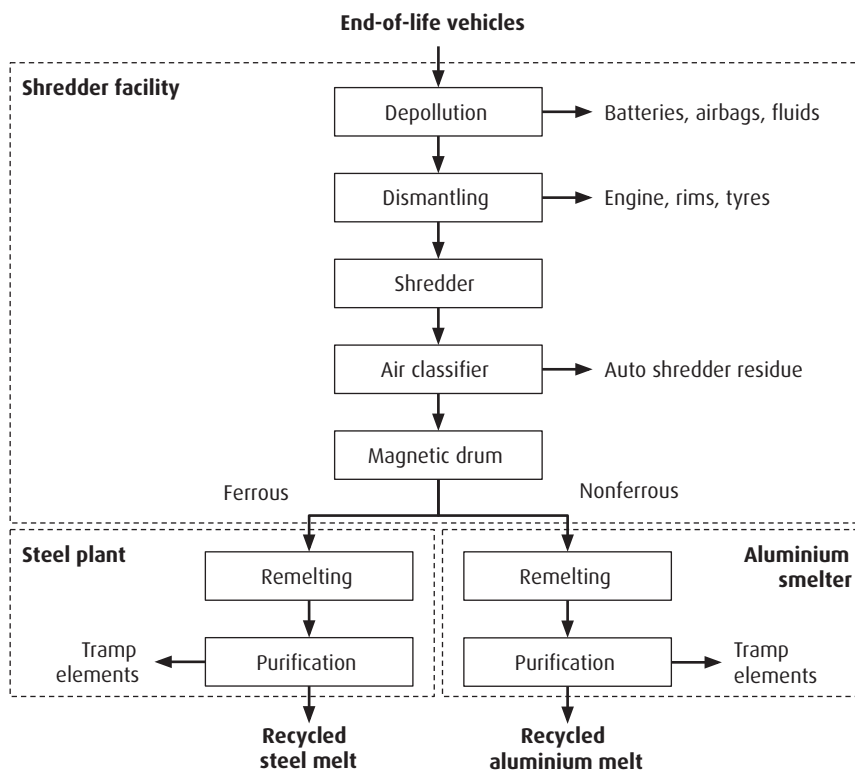 End-of-life vehicles
Shredder facility
Depollution
Batteries, airbags, fluids
Dismantling
Engine, rims, tyres
Shredder
Air classifier
Auto shredder residue
Magnetic drum
Ferrous
Nonferrous
Steel plant
Aluminium
smelter
Remelting
Remelting
Tramp
elements
Purification
Purification
Tramp
elements
Recycled
steel melt
Recycled
aluminium melt